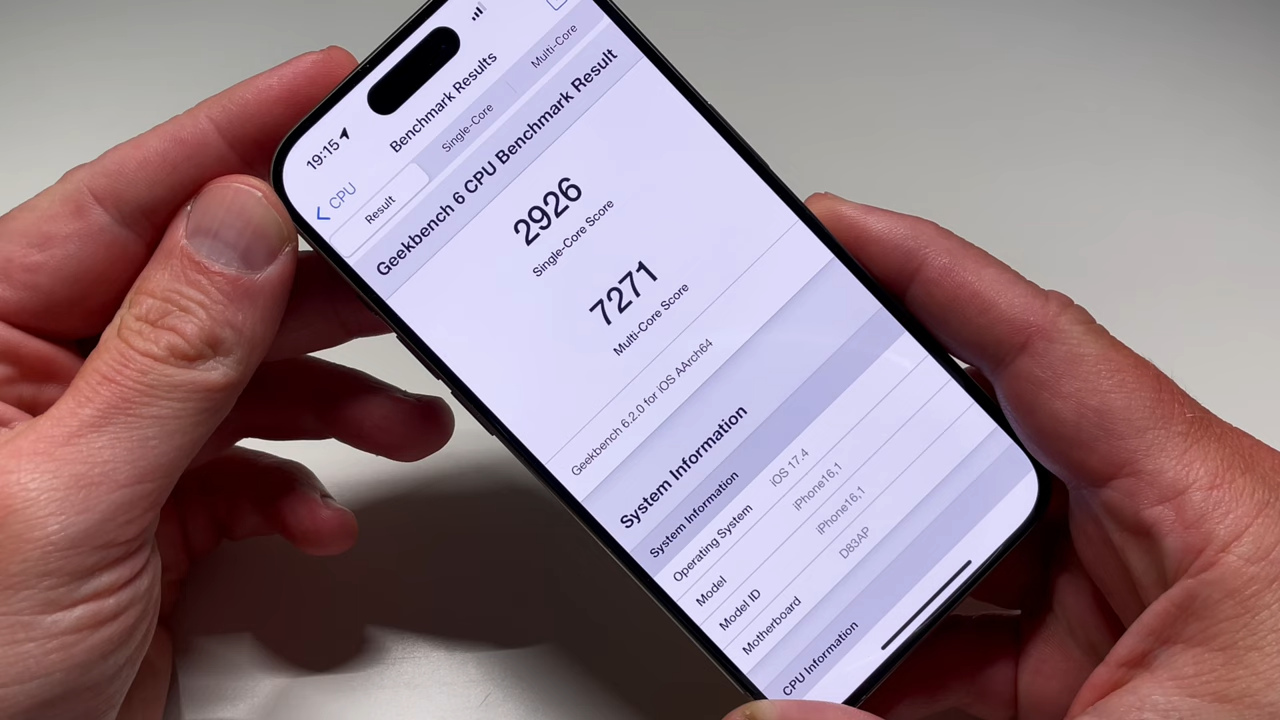 19:15
CPU
Benchmark Results
Result
Single-Core
Multi-Core
Geekbench 6 CPU Benchmark Result
2926
Single-Core Score
7271
Multi-Core Score
Geekbench 6.2.0 for iOS AArch64
System Information
System Information
Operating System iOS 17.4
Model iPhone16,1
Model ID iPhone16,1
Motherboard D83AP
CPU Information